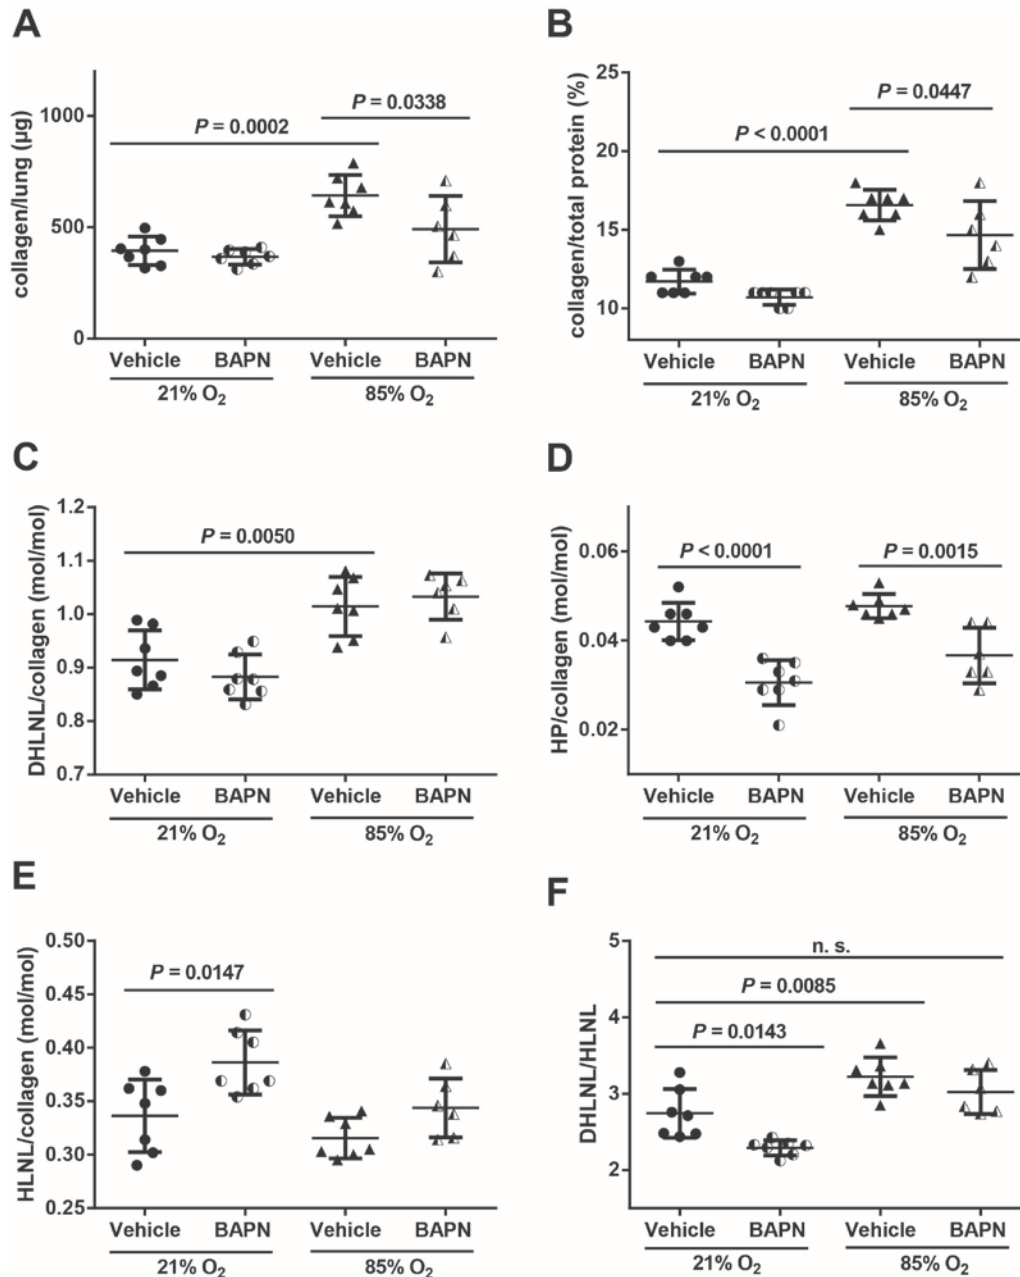 A
collagen/lung (µg)
1000
500
0
P = 0.0002
P = 0.0338
Vehicle BAPN Vehicle BAPN
21% O₂ 85% O₂
B
collagen/total protein (%)
25
20
15
10
P < 0.0001
P = 0.0447
Vehicle BAPN Vehicle BAPN
21% O₂ 85% O₂
C
DHLNL/collagen (mol/mol)
1.2
1.1
1.0
0.9
0.8
0.7
P = 0.0050
Vehicle BAPN Vehicle BAPN
21% O₂ 85% O₂
D
HP/collagen (mol/mol)
0.06
0.04
0.02
P < 0.0001
P = 0.0015
Vehicle BAPN Vehicle BAPN
21% O₂ 85% O₂
E
HLNL/collagen (mol/mol)
0.50
0.45
0.40
0.35
0.30
0.25
P = 0.0147
Vehicle BAPN Vehicle BAPN
21% O₂ 85% O₂
F
DHLNL/HLNL
5
4
3
2
n. s.
P = 0.0085
P = 0.0143
Vehicle BAPN Vehicle BAPN
21% O₂ 85% O₂